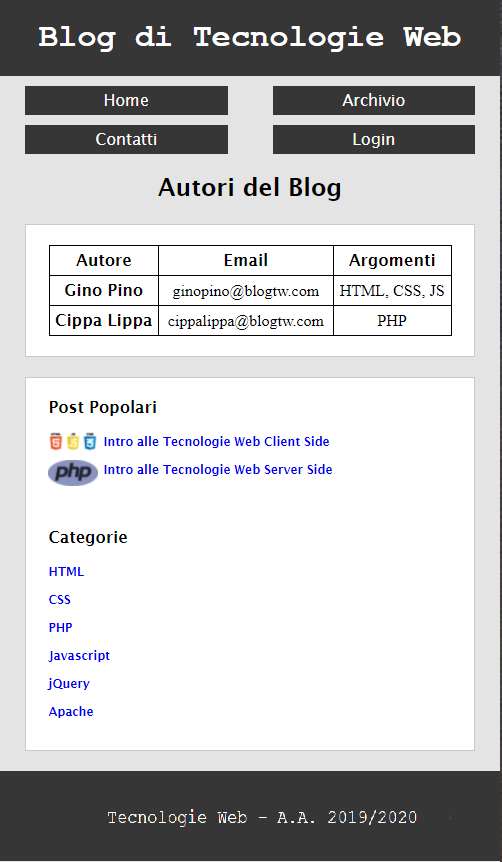 Blog di Tecnologie Web
Home Archivio
Contatti Login
Autori del Blog
Autore Email Argomenti
Gino Pino ginopino@blogtw.com HTML, CSS, JS
Cippa Lippa cippalippa@blogtw.com PHP
Post Popolari
Intro alle Tecnologie Web Client Side
php Intro alle Tecnologie Web Server Side
Categorie
HTML
CSS
PHP
Javascript
jQuery
Apache
Tecnologie Web - A.A. 2019/2020